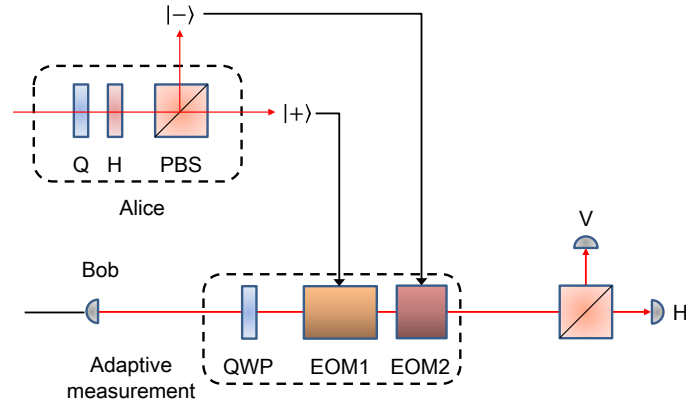 |−⟩
|+⟩
Q H PBS
Alice
V
Bob
H
Adaptive
measurement
QWP EOM1 EOM2